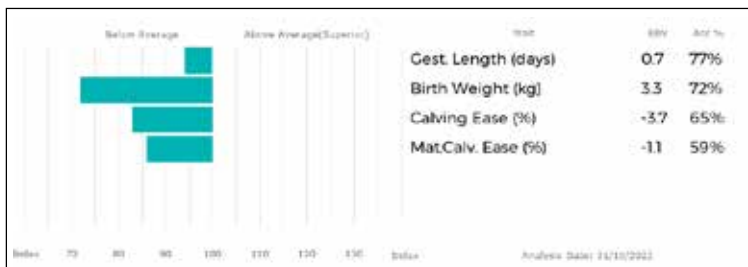 Below Average Above Average(Superior) Trait EBV Acc %
Gest. Length (days) 0.7 77%
Birth Weight (kg) 3.3 72%
Calving Ease (%) -3.7 65%
Mat.Calv. Ease (%) -1.1 59%
Below 70 80 90 100 110 120 130 Below Analysis Date: 31/10/2022